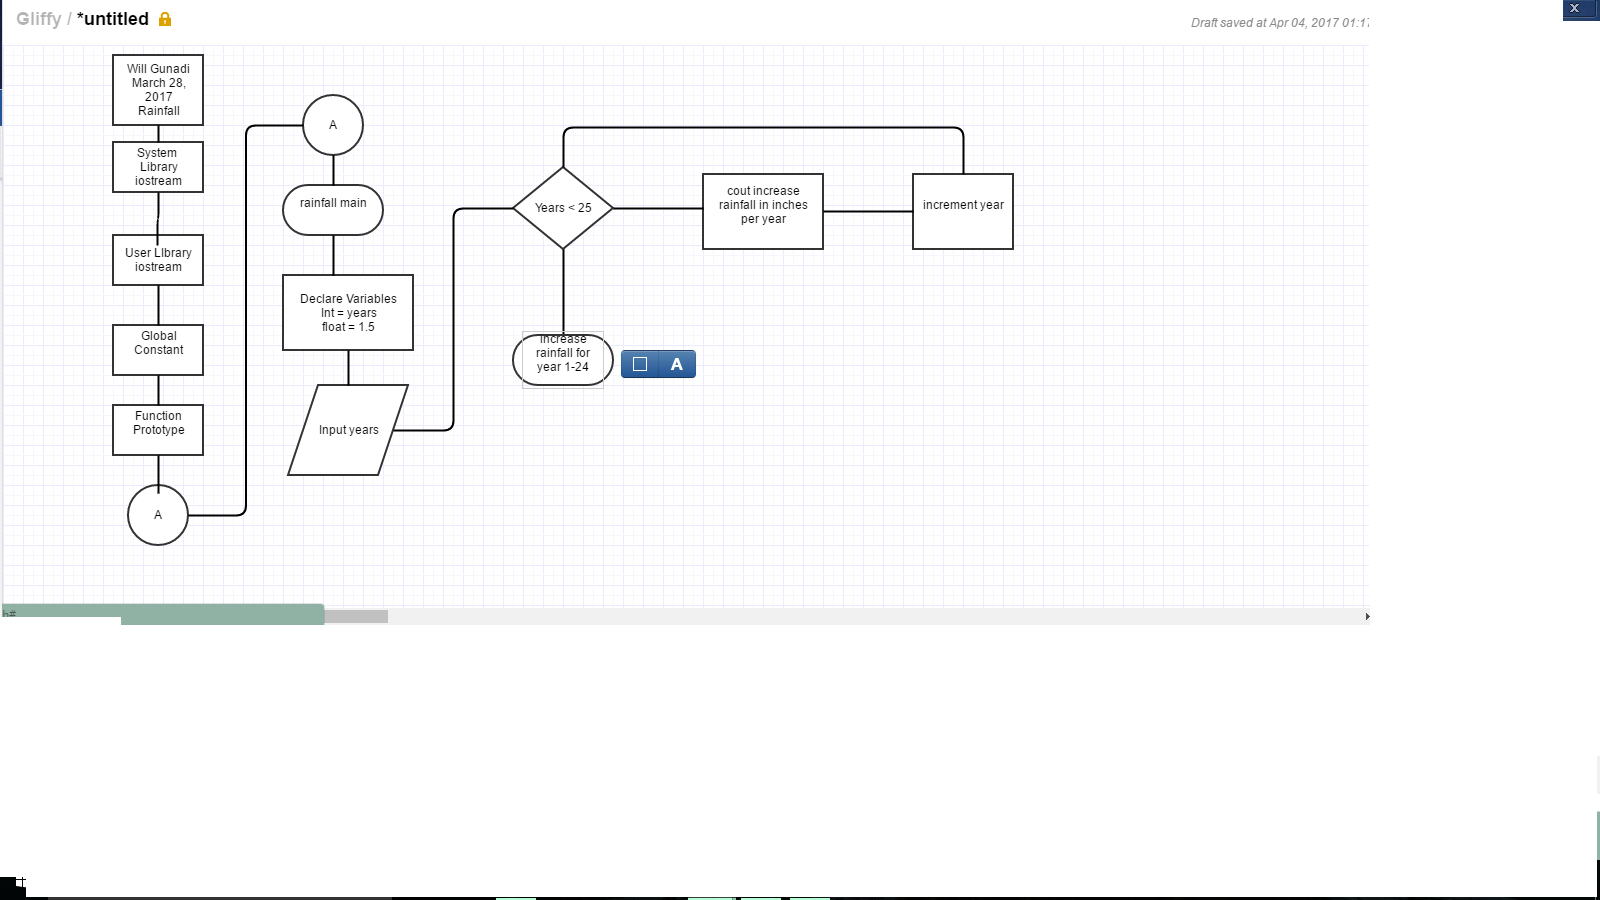 Gliffy / *untitled
X
Draft saved at Apr 04, 2017 01:17
Will Gunadi
March 28,
2017
Rainfall
System
Library
iostream
User LIbrary
iostream
Global
Constant
Function
Prototype
A
A
rainfall main
Declare Variables
Int = years
float = 1.5
Input years
Years < 25
cout increase
rainfall in inches
per year
increment year
increase
rainfall for
year 1-24
A